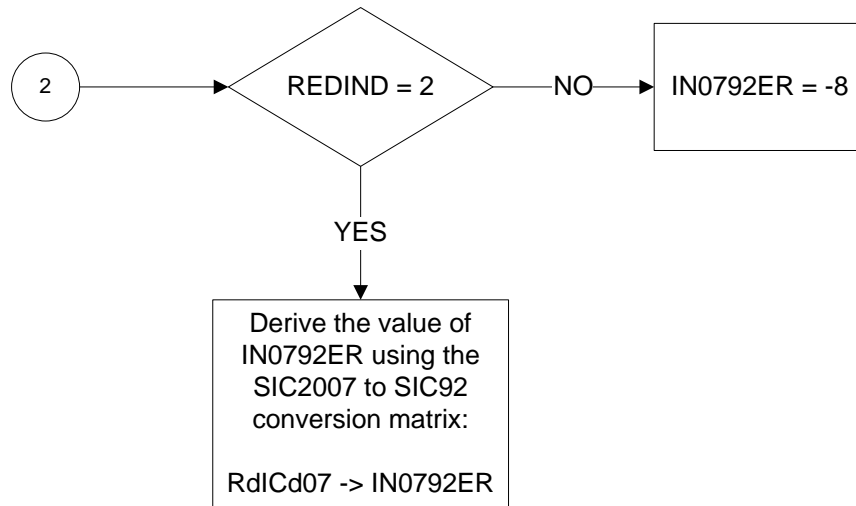 2
REDIND = 2
NO
IN0792ER = -8
YES
Derive the value of
IN0792ER using the
SIC2007 to SIC92
conversion matrix:
RdICd07 -> IN0792ER